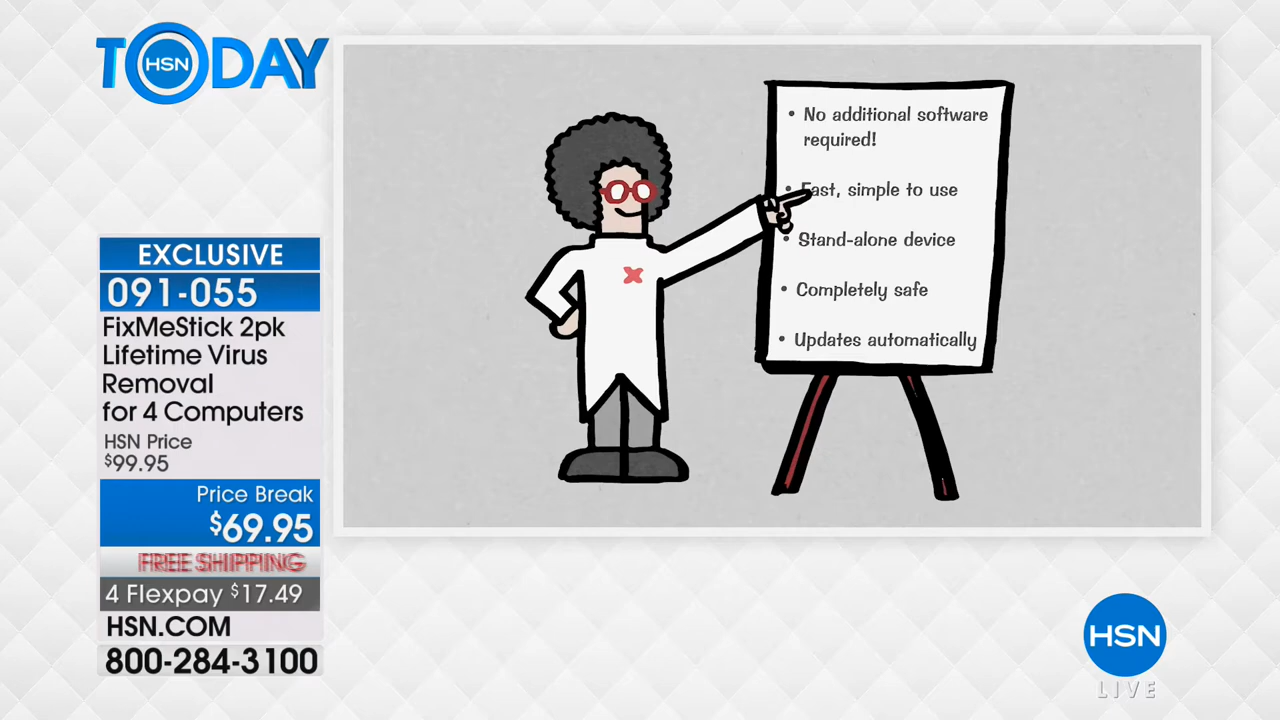 TODAY
HSN
EXCLUSIVE
091-055
FixMeStick 2pk
Lifetime Virus
Removal
for 4 Computers
HSN Price
$99.95
Price Break
$69.95
FREE SHIPPING
4 Flexpay $17.49
HSN.COM
800-284-3100
• No additional software
required!
• Fast, simple to use
• Stand-alone device
• Completely safe
• Updates automatically
HSN
LIVE